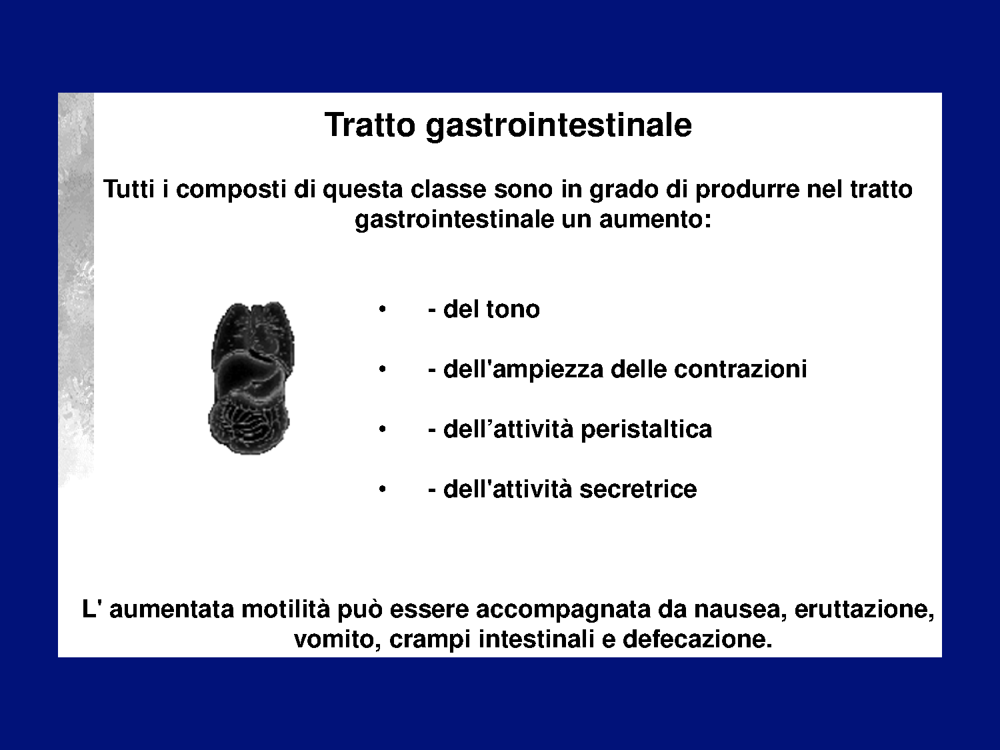 Tratto gastrointestinale
Tutti i composti di questa classe sono in grado di produrre nel tratto
gastrointestinale un aumento:
• - del tono
• - dell'ampiezza delle contrazioni
• - dell’attività peristaltica
• - dell'attività secretrice
L' aumentata motilità può essere accompagnata da nausea, eruttazione,
vomito, crampi intestinali e defecazione.